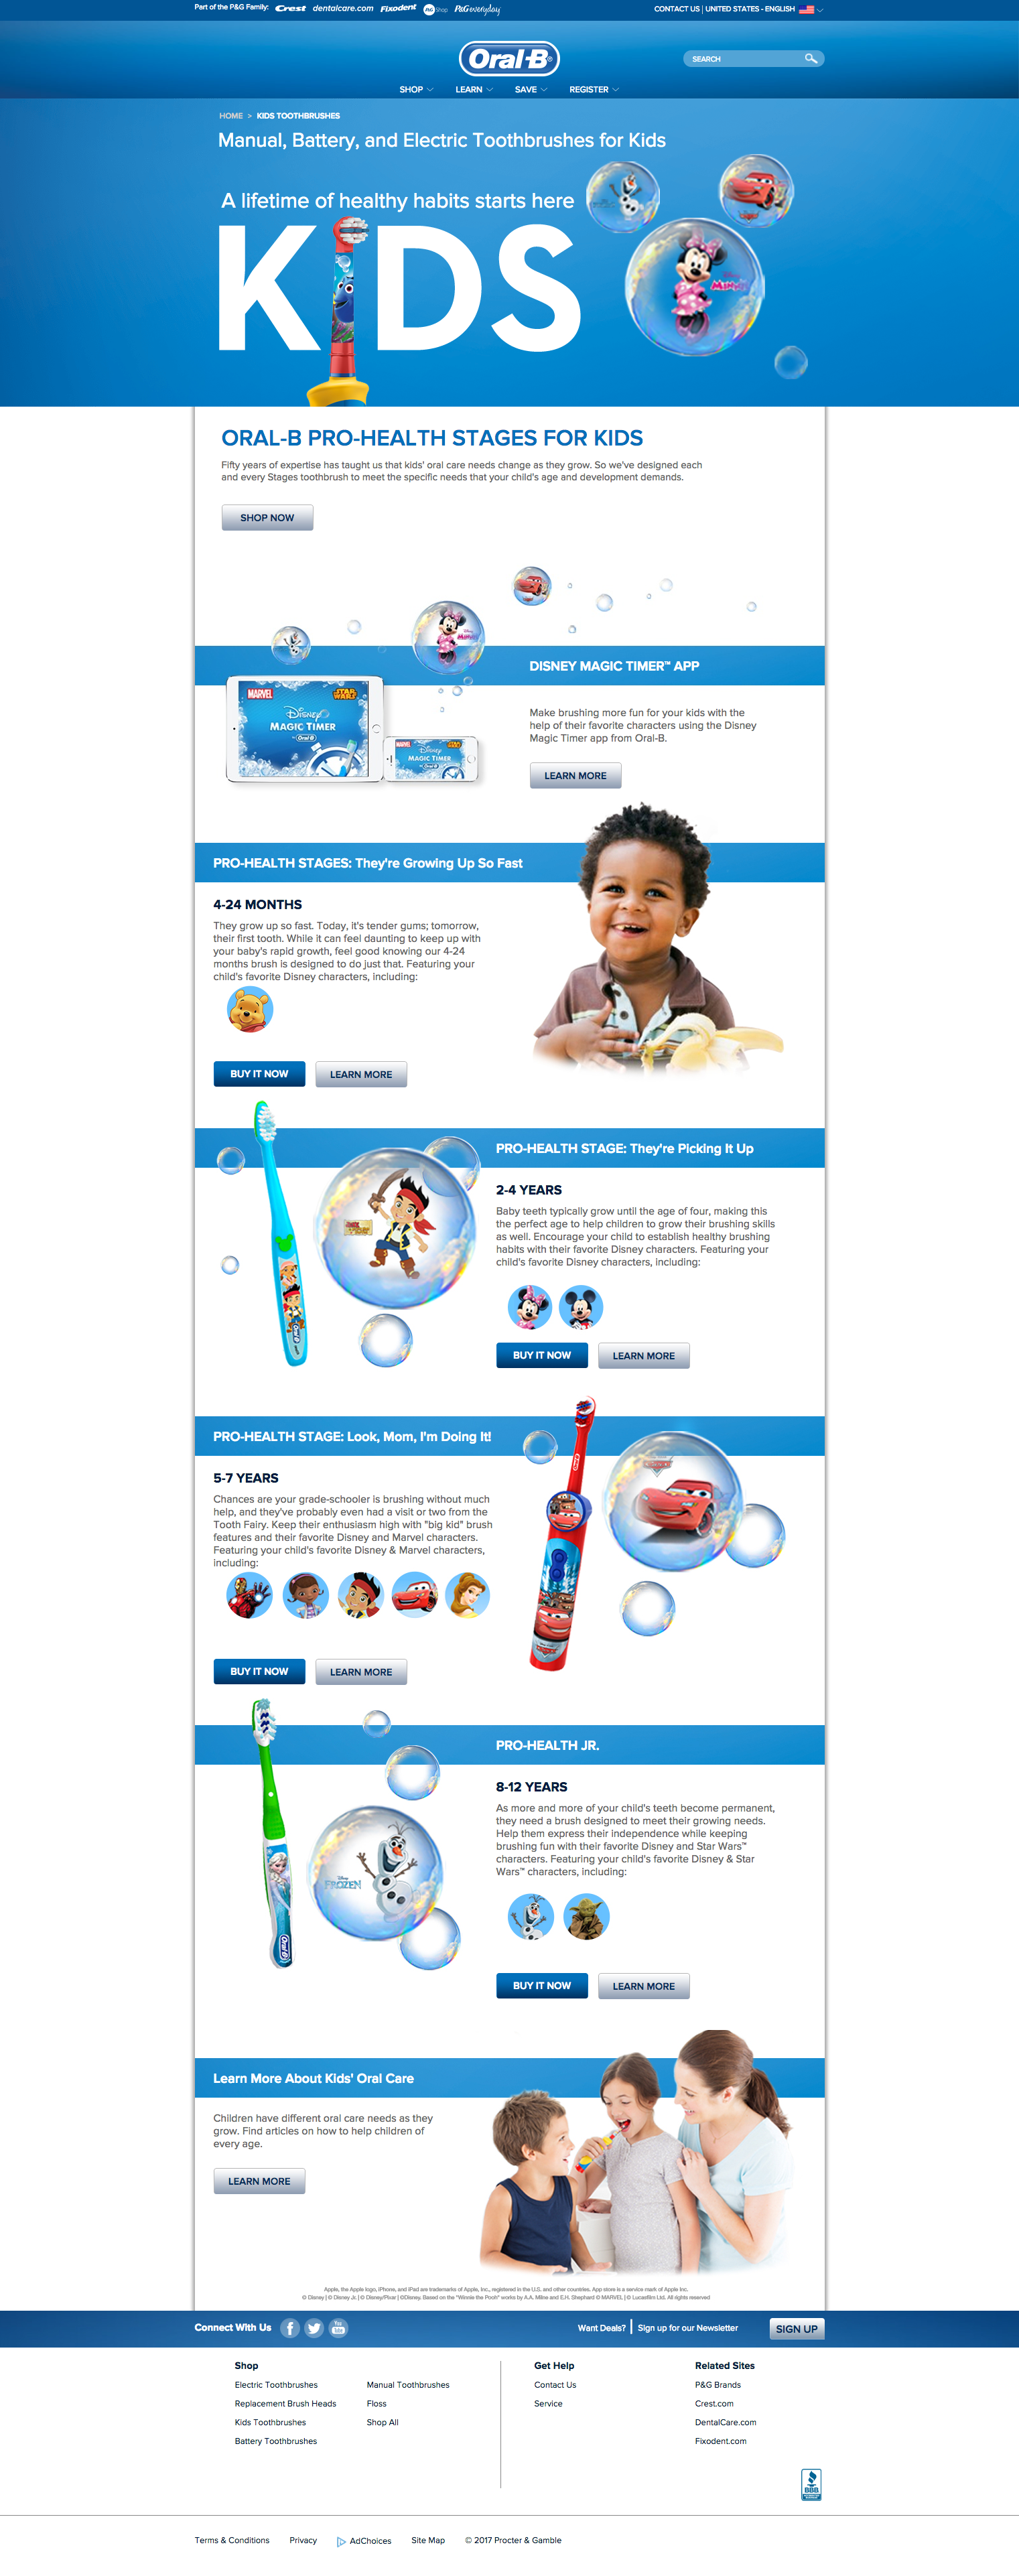 Part of the P&G Family: Crest dentalcare.com Fixodent P&G Shop P&G everyday
CONTACT US | UNITED STATES - ENGLISH
Oral-B
SEARCH
SHOP LEARN SAVE REGISTER
HOME > KIDS TOOTHBRUSHES
Manual, Battery, and Electric Toothbrushes for Kids
A lifetime of healthy habits starts here
KIDS
ORAL-B PRO-HEALTH STAGES FOR KIDS
Fifty years of expertise has taught us that kids' oral care needs change as they grow. So we've designed each
and every Stages toothbrush to meet the specific needs that your child's age and development demands.
SHOP NOW
DISNEY MAGIC TIMER™ APP
MARVEL STAR WARS
Disney
MAGIC TIMER
by Oral-B
MARVEL
Disney
MAGIC TIMER
Make brushing more fun for your kids with the
help of their favorite characters using the Disney
Magic Timer app from Oral-B.
LEARN MORE
PRO-HEALTH STAGES: They're Growing Up So Fast
4-24 MONTHS
They grow up so fast. Today, it's tender gums; tomorrow,
their first tooth. While it can feel daunting to keep up with
your baby's rapid growth, feel good knowing our 4-24
months brush is designed to do just that. Featuring your
child's favorite Disney characters, including:
BUY IT NOW LEARN MORE
PRO-HEALTH STAGE: They're Picking It Up
2-4 YEARS
Baby teeth typically grow until the age of four, making this
the perfect age to help children to grow their brushing skills
as well. Encourage your child to establish healthy brushing
habits with their favorite Disney characters. Featuring your
child's favorite Disney characters, including:
BUY IT NOW LEARN MORE
PRO-HEALTH STAGE: Look, Mom, I'm Doing It!
5-7 YEARS
Chances are your grade-schooler is brushing without much
help, and they've probably even had a visit or two from the
Tooth Fairy. Keep their enthusiasm high with "big kid" brush
features and their favorite Disney and Marvel characters.
Featuring your child's favorite Disney & Marvel characters,
including:
BUY IT NOW LEARN MORE
PRO-HEALTH JR.
8-12 YEARS
As more and more of your child's teeth become permanent,
they need a brush designed to meet their growing needs.
Help them express their independence while keeping
brushing fun with their favorite Disney and Star Wars™
characters. Featuring your child's favorite Disney & Star
Wars™ characters, including:
Disney
FROZEN
Oral-B
BUY IT NOW LEARN MORE
Learn More About Kids' Oral Care
Children have different oral care needs as they
grow. Find articles on how to help children of
every age.
LEARN MORE
Apple, the Apple logo, iPhone, and iPad are trademarks of Apple, Inc., registered in the U.S. and other countries. App store is a service mark of Apple Inc.
© Disney | © Disney Jr. | © Disney/Pixar | ©Disney. Based on the "Winnie the Pooh" works by A.A. Milne and E.H. Shephard © MARVEL | © Lucasfilm Ltd. All rights reserved
Connect With Us
You Tube
Want Deals? | Sign up for our Newsletter
SIGN UP
Shop
Electric Toothbrushes
Replacement Brush Heads
Kids Toothbrushes
Battery Toothbrushes
Manual Toothbrushes
Floss
Shop All
Get Help
Contact Us
Service
Related Sites
P&G Brands
Crest.com
DentalCare.com
Fixodent.com
BBB
Terms & Conditions Privacy AdChoices Site Map © 2017 Procter & Gamble